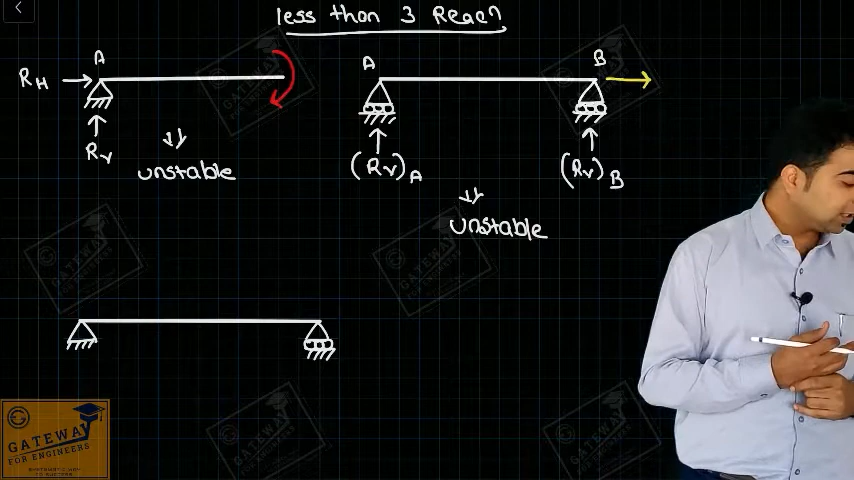 less than 3 Reacn
A
RH
Rv
unstable
A
B
(Rv)A
(Rv)B
unstable
GATEWAY
FOR ENGINEERS